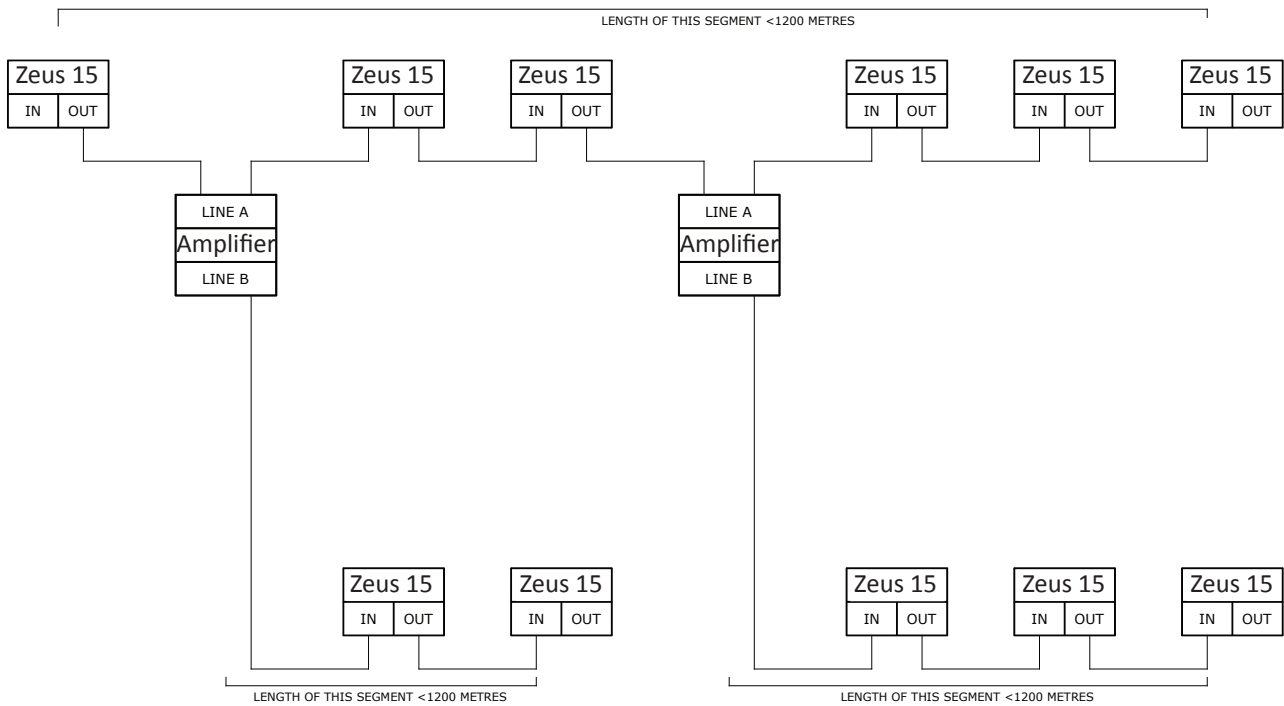 LENGTH OF THIS SEGMENT <1200 METRES
Zeus 15 Zeus 15 Zeus 15 Zeus 15 Zeus 15 Zeus 15
IN OUT IN OUT IN OUT IN OUT IN OUT IN OUT
LINE A LINE A
Amplifier Amplifier
LINE B LINE B
Zeus 15 Zeus 15 Zeus 15 Zeus 15 Zeus 15
IN OUT IN OUT IN OUT IN OUT IN OUT
LENGTH OF THIS SEGMENT <1200 METRES LENGTH OF THIS SEGMENT <1200 METRES